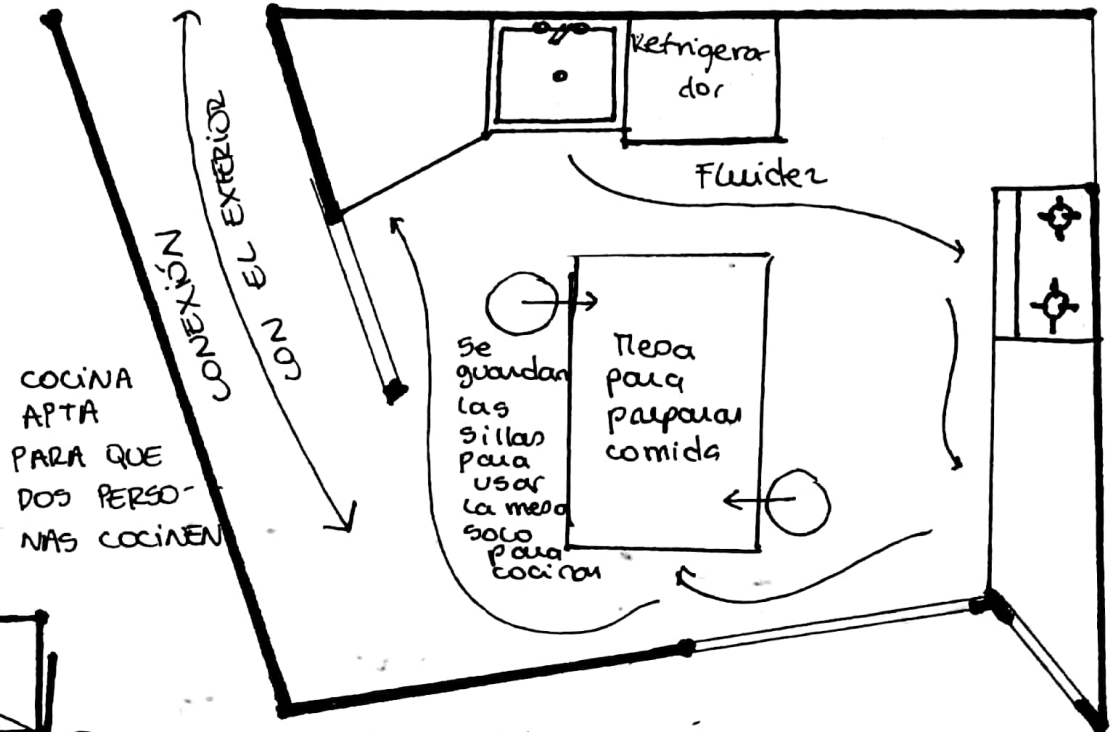 Refrigera-
dor
Fluidez
CONEXIÓN
CON EL EXTERIOR
COCINA
APTA
PARA QUE
DOS PERSO-
NAS COCINEN
Se
guardan
las
sillas
para
usar
la mesa
solo
para
cocinar
Mesa
para
preparar
comida